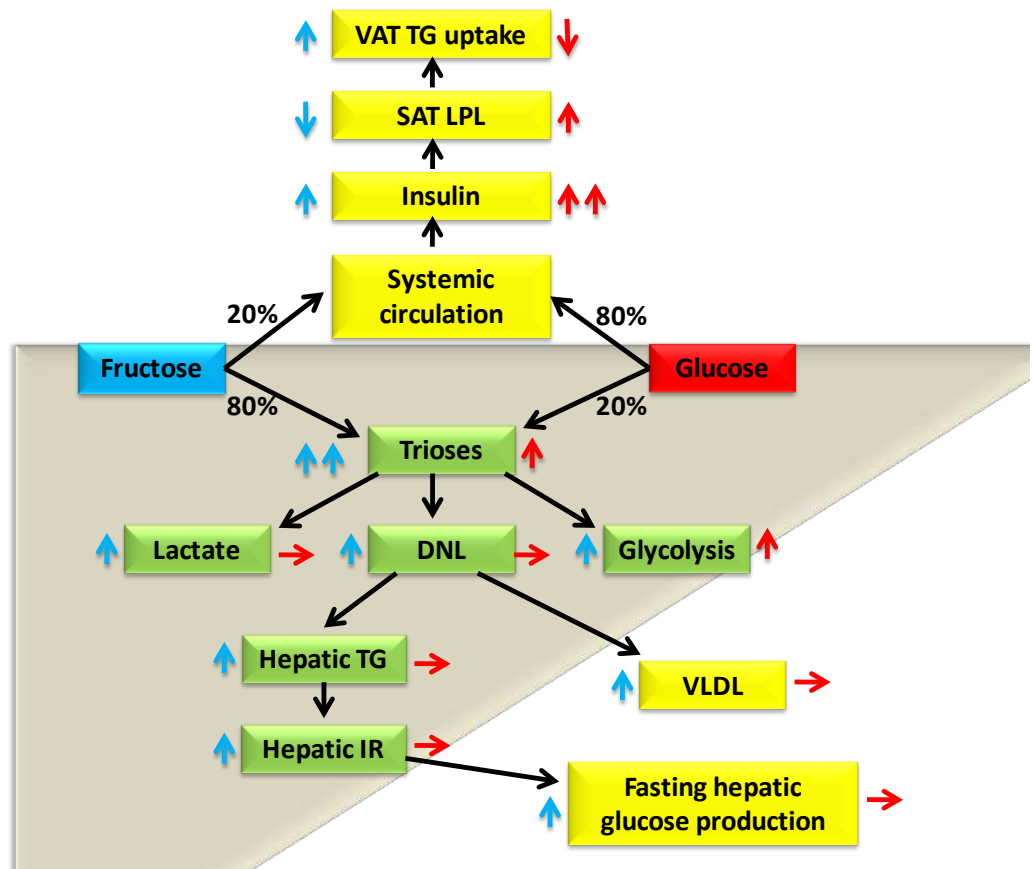 VAT TG uptake
SAT LPL
Insulin
Systemic
circulation
20%
80%
Fructose
Glucose
80%
20%
Trioses
Lactate
DNL
Glycolysis
Hepatic TG
VLDL
Hepatic IR
Fasting hepatic
glucose production